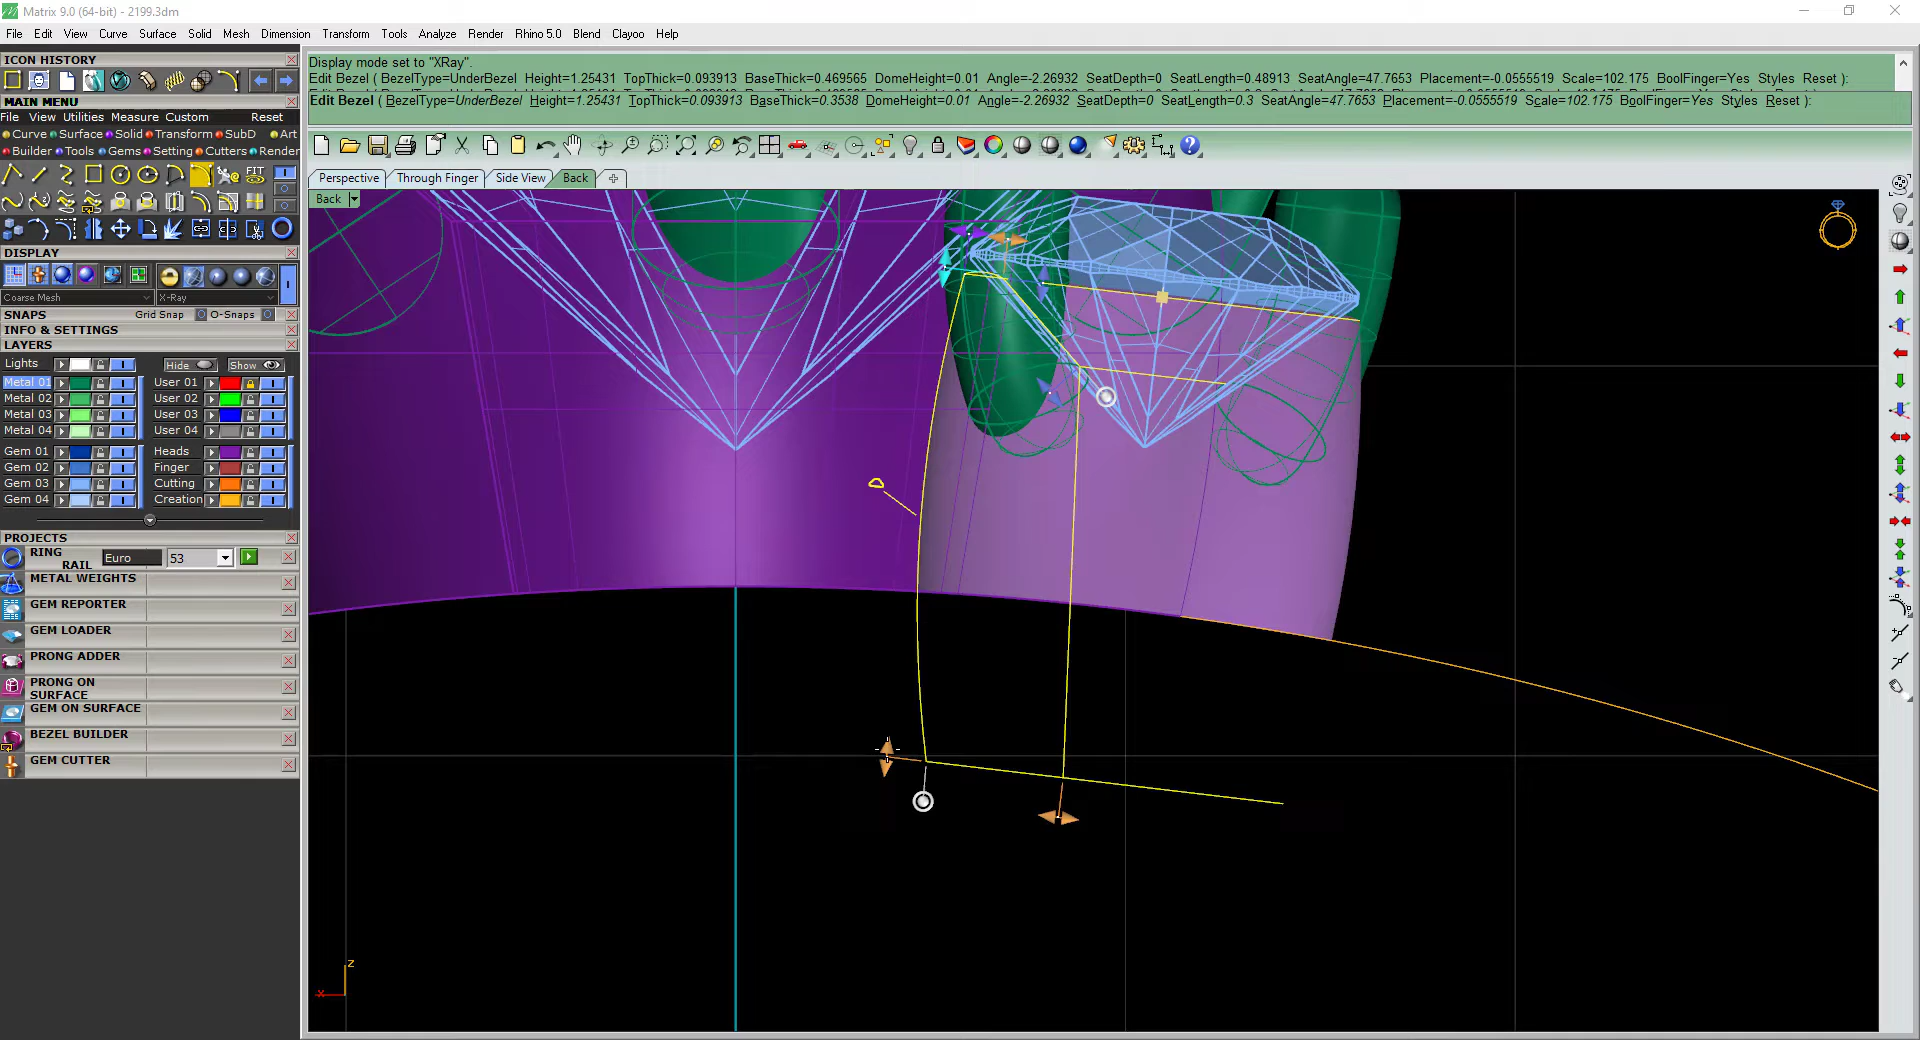 Matrix 9.0 (64-bit) - 2199.3dm
File Edit View Curve Surface Solid Mesh Dimension Transform Tools Analyze Render Rhino 5.0 Blend Clayoo Help
ICON HISTORY
MAIN MENU
File View Utilities Measure Custom Reset
Curve Surface Solid Transform SubD Art
Builder Tools Gems Setting Cutters Render
FIT
DISPLAY
Coarse Mesh X-Ray
SNAPS Grid Snap O-Snaps
INFO & SETTINGS
LAYERS
Lights Hide Show
Metal 01 User 01
Metal 02 User 02
Metal 03 User 03
Metal 04 User 04
Gem 01 Heads
Gem 02 Finger
Gem 03 Cutting
Gem 04 Creation
PROJECTS
RING RAIL Euro 53
METAL WEIGHTS
GEM REPORTER
GEM LOADER
PRONG ADDER
PRONG ON SURFACE
GEM ON SURFACE
BEZEL BUILDER
GEM CUTTER
Display mode set to "XRay".
Edit Bezel ( BezelType=UnderBezel Height=1.25431 TopThick=0.093913 BaseThick=0.469565 DomeHeight=0.01 Angle=-2.26932 SeatDepth=0 SeatLength=0.48913 SeatAngle=47.7653 Placement=-0.0555519 Scale=102.175 BoolFinger=Yes Styles Reset ):
Edit Bezel ( BezelType=UnderBezel Height=1.25431 TopThick=0.093913 BaseThick=0.3538 DomeHeight=0.01 Angle=-2.26932 SeatDepth=0 SeatLength=0.3 SeatAngle=47.7653 Placement=-0.0555519 Scale=102.175 BoolFinger=Yes Styles Reset ):
Perspective Through Finger Side View Back
Back
z
x